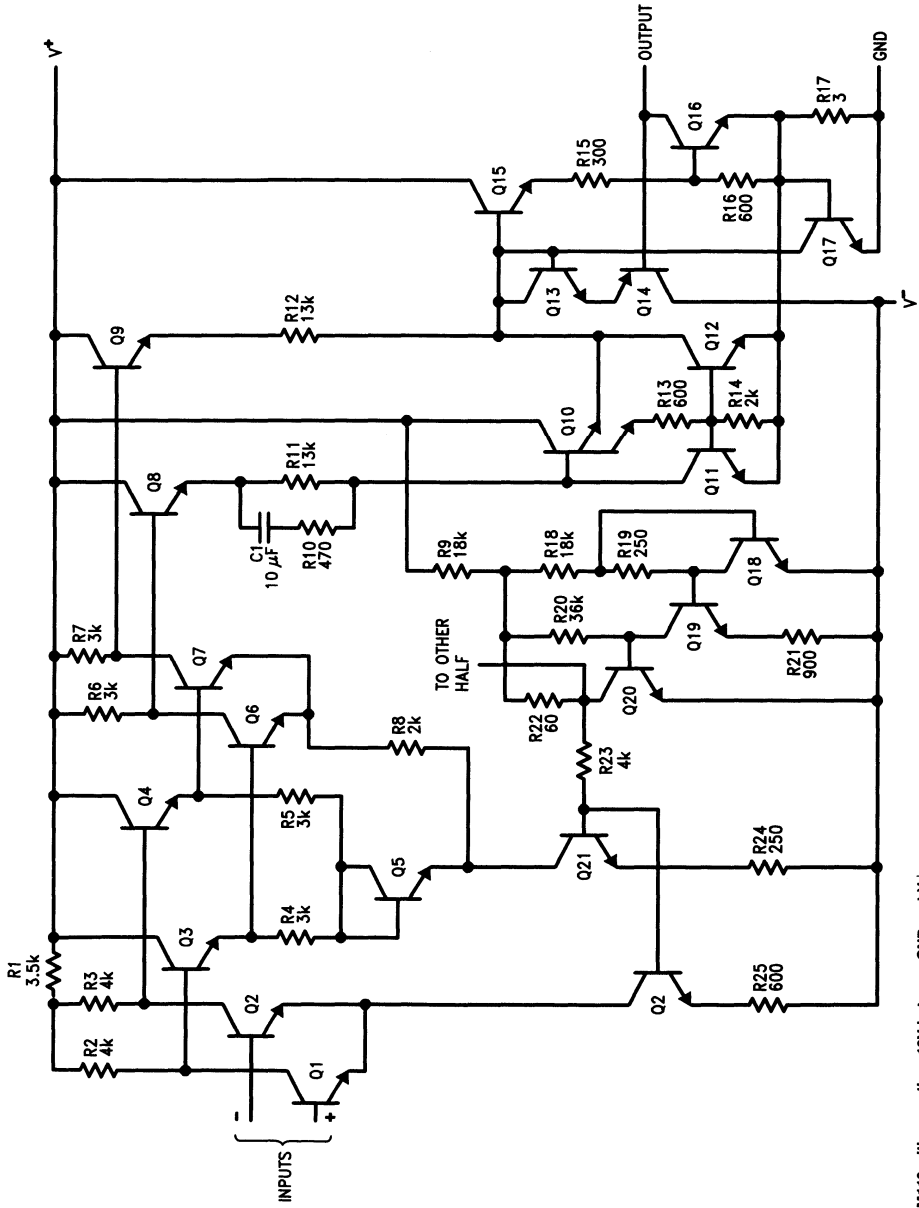 V+
OUTPUT
GND
V-
R1
3.5k
R2
4k
R3
4k
R6
3k
R7
3k
Q9
Q8
Q4
Q3
Q7
Q6
Q2
Q1
INPUTS
-
+
R4
3k
R5
3k
Q5
R8
2k
C1
10 μF
R10
470
R11
13k
R12
13k
Q15
R15
300
Q16
R16
600
R17
3
Q17
Q13
Q14
Q10
R13
600
Q12
R14
2k
Q11
R9
18k
R18
18k
R19
250
R20
36k
Q18
Q19
R21
900
Q20
TO OTHER
HALF
R22
60
R23
4k
Q21
R24
250
Q2
R25
600